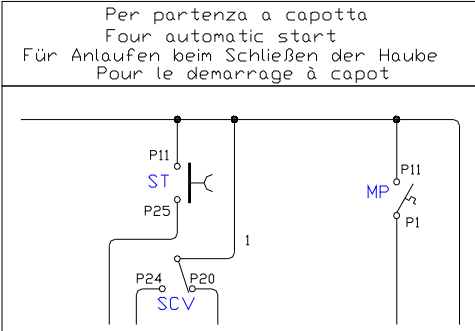 Per partenza a capotta
Four automatic start
Für Anlaufen beim Schließen der Haube
Pour le demarrage à capot
P11
P11
ST
MP
P25
P1
1
P24
P20
SCV